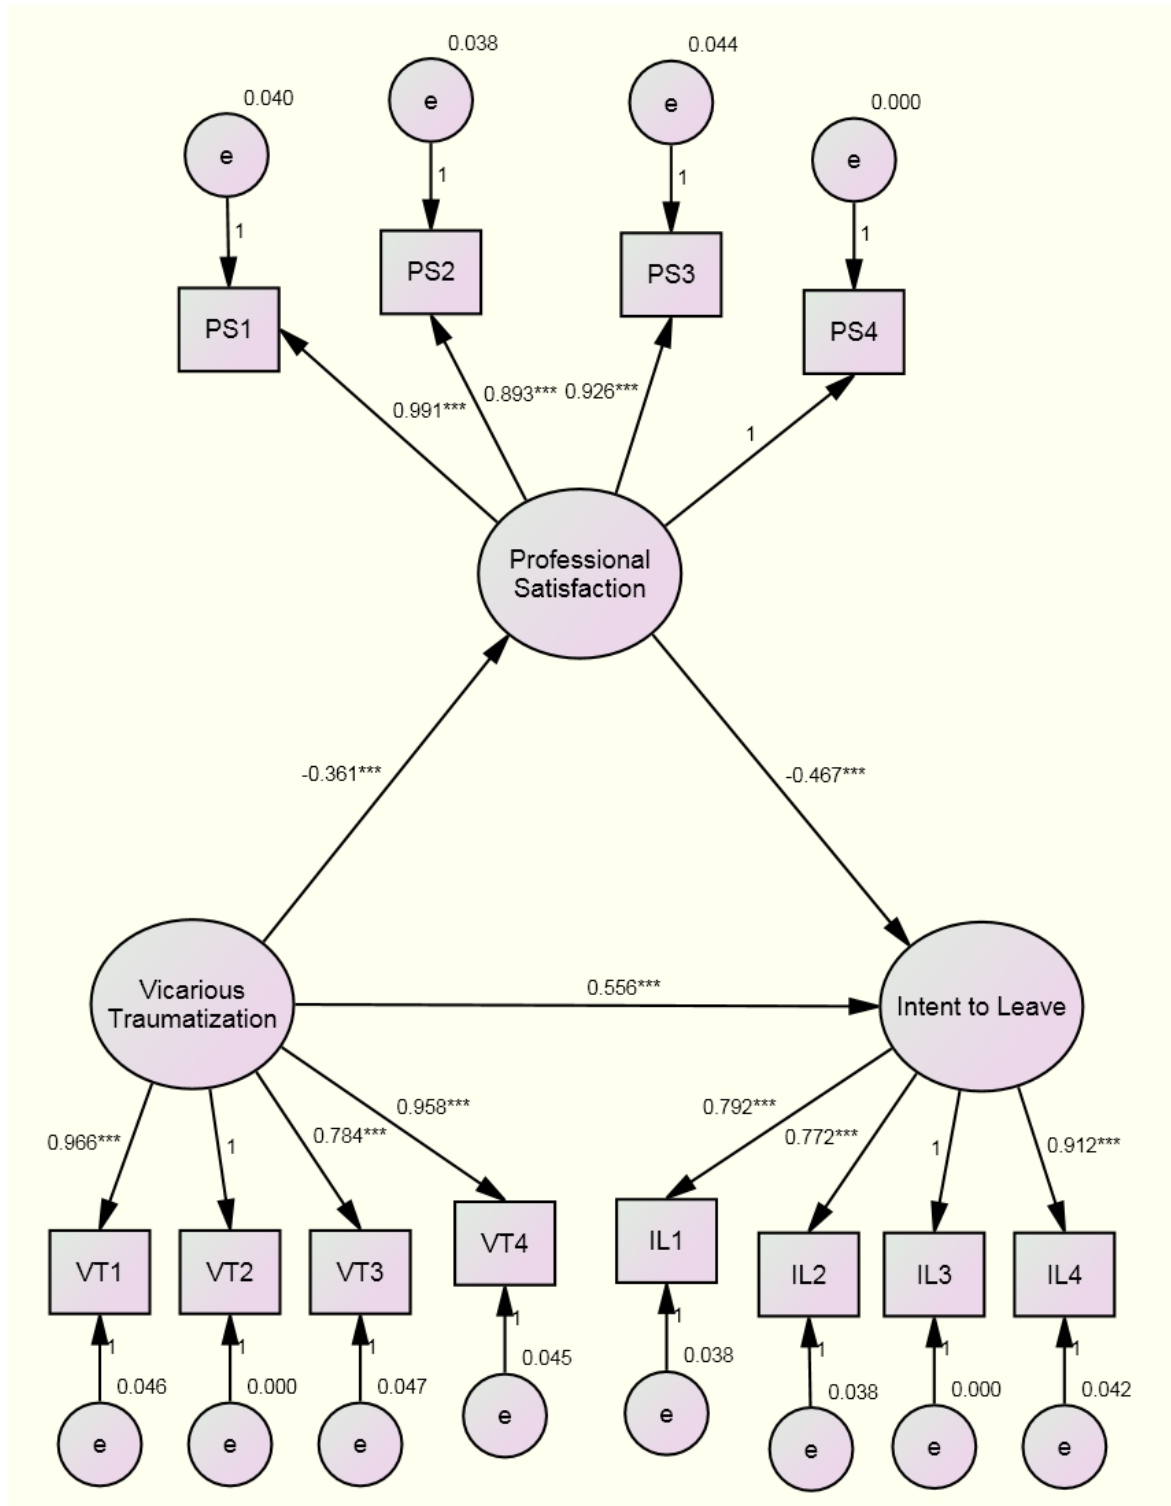 0.038
0.044
0.040
0.000
e
e
e
e
1
1
1
1
PS2
PS3
PS1
PS4
0.991***
0.893***
0.926***
1
Professional
Satisfaction
-0.361***
-0.467***
Vicarious
Traumatization
0.556***
Intent to Leave
0.966***
1
0.784***
0.958***
0.792***
0.772***
1
0.912***
VT1
VT2
VT3
VT4
IL1
IL2
IL3
IL4
1
1
1
1
1
1
1
1
0.046
0.000
0.047
0.045
0.038
0.038
0.000
0.042
e
e
e
e
e
e
e
e